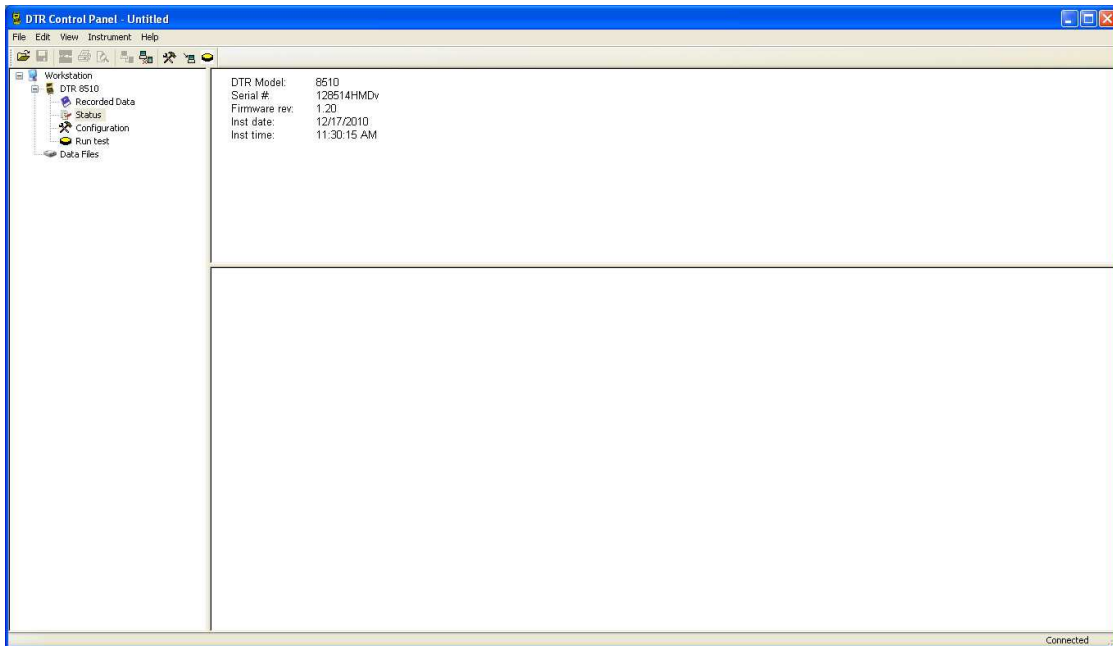 DTR Control Panel - Untitled
File Edit View Instrument Help
Workstation
DTR 8510
Recorded Data
Status
Configuration
Run test
Data Files
DTR Model: 8510
Serial #: 128514HMDv
Firmware rev: 1.20
Inst date: 12/17/2010
Inst time: 11:30:15 AM
Connected